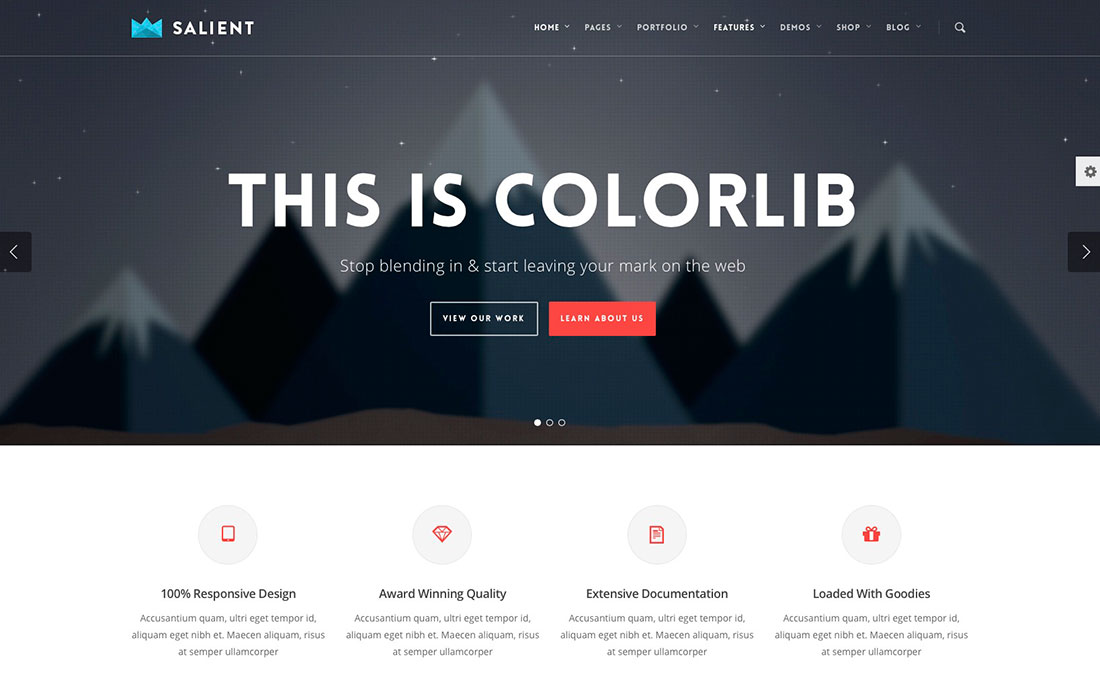 SALIENT
HOME PAGES PORTFOLIO FEATURES DEMOS SHOP BLOG
THIS IS COLORLIB
Stop blending in & start leaving your mark on the web
VIEW OUR WORK LEARN ABOUT US
100% Responsive Design
Accusantium quam, ultri eget tempor id,
aliquam eget nibh et. Maecen aliquam, risus
at semper ullamcorper
Award Winning Quality
Accusantium quam, ultri eget tempor id,
aliquam eget nibh et. Maecen aliquam, risus
at semper ullamcorper
Extensive Documentation
Accusantium quam, ultri eget tempor id,
aliquam eget nibh et. Maecen aliquam, risus
at semper ullamcorper
Loaded With Goodies
Accusantium quam, ultri eget tempor id,
aliquam eget nibh et. Maecen aliquam, risus
at semper ullamcorper